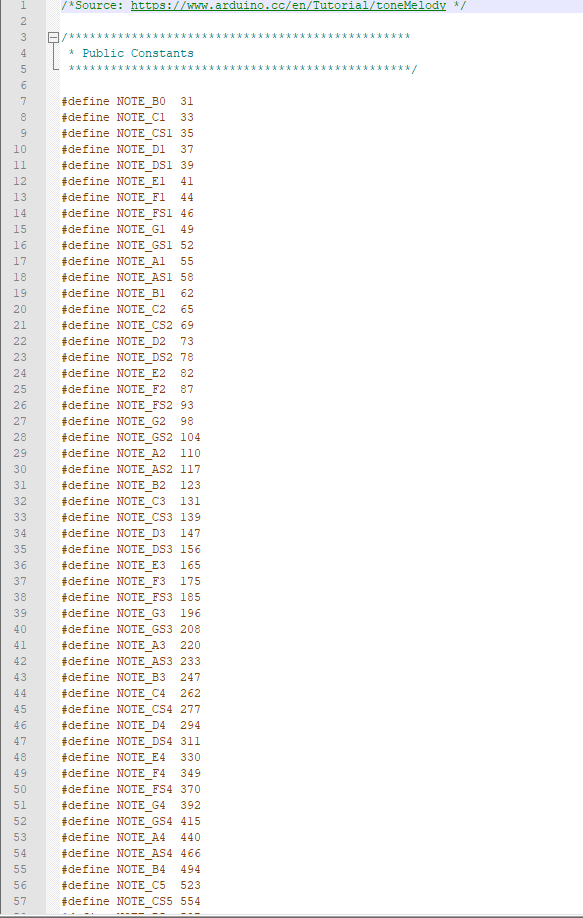 1 /*Source: https://www.arduino.cc/en/Tutorial/toneMelody */
2
3 /*************************************************
4  * Public Constants
5  *************************************************/
6
7 #define NOTE_B0  31
8 #define NOTE_C1  33
9 #define NOTE_CS1 35
10 #define NOTE_D1  37
11 #define NOTE_DS1 39
12 #define NOTE_E1  41
13 #define NOTE_F1  44
14 #define NOTE_FS1 46
15 #define NOTE_G1  49
16 #define NOTE_GS1 52
17 #define NOTE_A1  55
18 #define NOTE_AS1 58
19 #define NOTE_B1  62
20 #define NOTE_C2  65
21 #define NOTE_CS2 69
22 #define NOTE_D2  73
23 #define NOTE_DS2 78
24 #define NOTE_E2  82
25 #define NOTE_F2  87
26 #define NOTE_FS2 93
27 #define NOTE_G2  98
28 #define NOTE_GS2 104
29 #define NOTE_A2  110
30 #define NOTE_AS2 117
31 #define NOTE_B2  123
32 #define NOTE_C3  131
33 #define NOTE_CS3 139
34 #define NOTE_D3  147
35 #define NOTE_DS3 156
36 #define NOTE_E3  165
37 #define NOTE_F3  175
38 #define NOTE_FS3 185
39 #define NOTE_G3  196
40 #define NOTE_GS3 208
41 #define NOTE_A3  220
42 #define NOTE_AS3 233
43 #define NOTE_B3  247
44 #define NOTE_C4  262
45 #define NOTE_CS4 277
46 #define NOTE_D4  294
47 #define NOTE_DS4 311
48 #define NOTE_E4  330
49 #define NOTE_F4  349
50 #define NOTE_FS4 370
51 #define NOTE_G4  392
52 #define NOTE_GS4 415
53 #define NOTE_A4  440
54 #define NOTE_AS4 466
55 #define NOTE_B4  494
56 #define NOTE_C5  523
57 #define NOTE_CS5 554